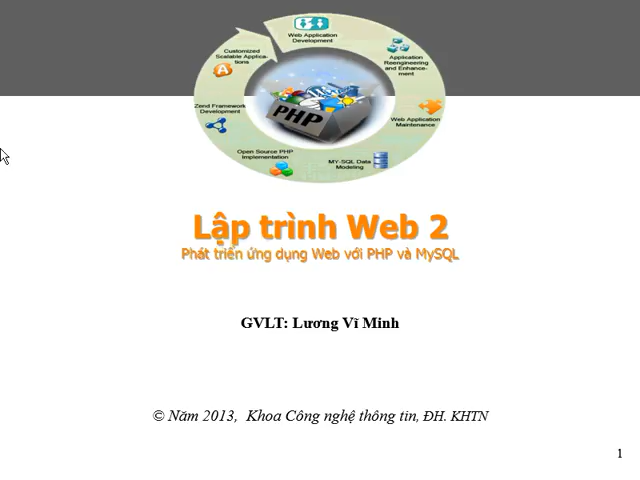 Web Application
Development
Customized
Scalable Applica-
tions
Application
Reengineering
and Enhance-
ment
A
Zend Framework
Development
PHP
Web Application
Maintenance
Open Source PHP
Implementation
MY-SQL Data
Modeling
Lập trình Web 2
Phát triển ứng dụng Web với PHP và MySQL
GVLT: Lương Vĩ Minh
© Năm 2013, Khoa Công nghệ thông tin, ĐH. KHTN
1